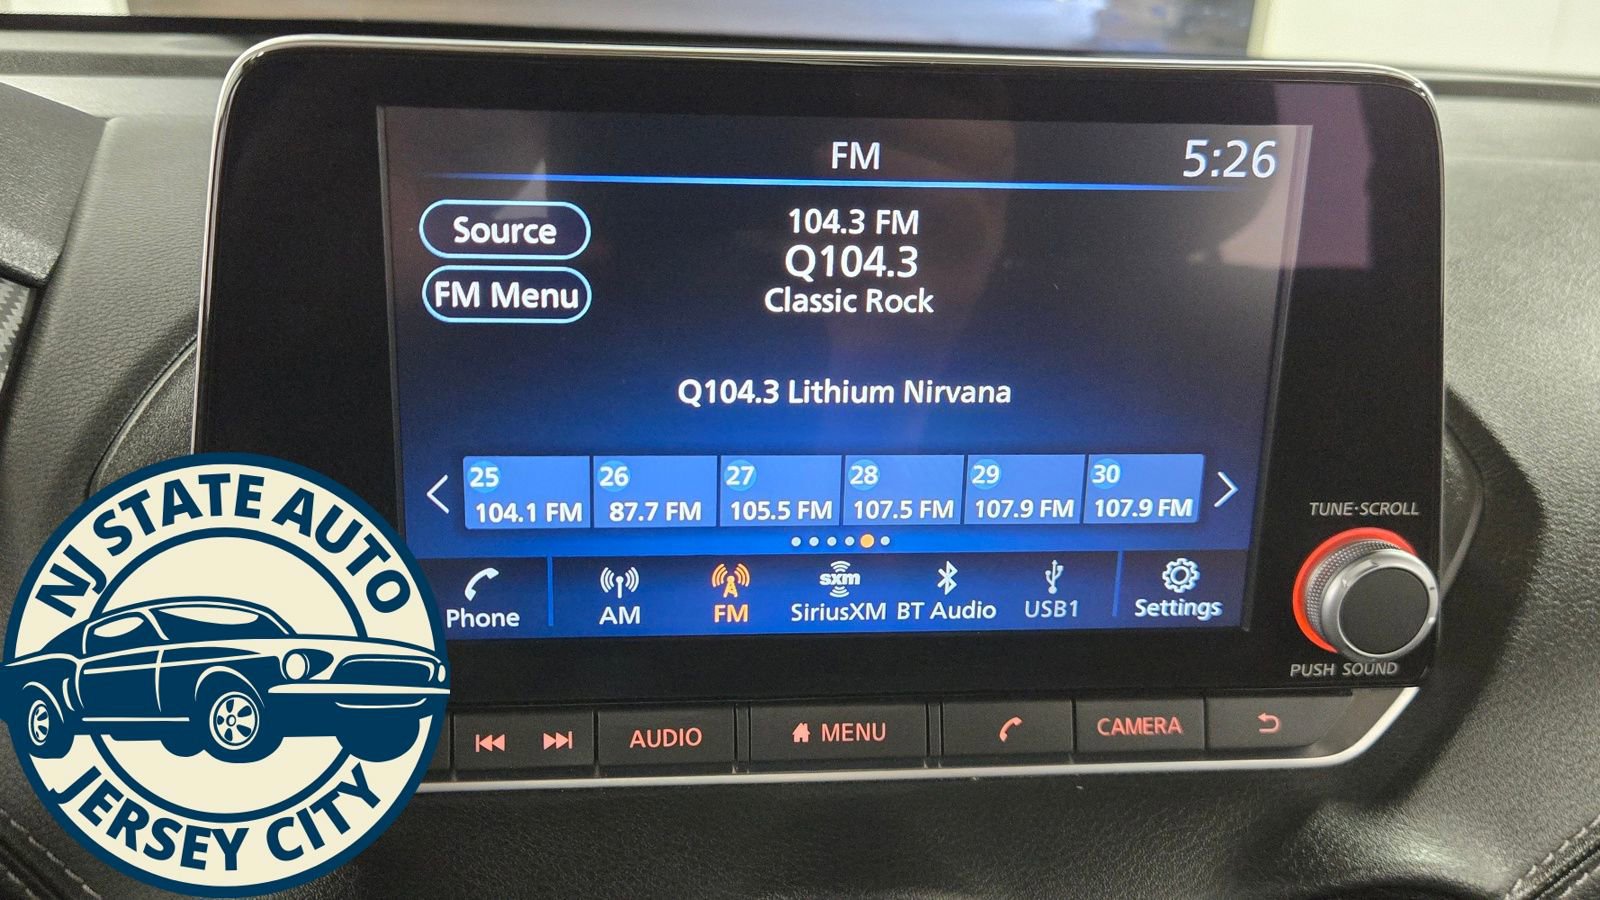 FM
5:26
Source
104.3 FM
Q104.3
FM Menu
Classic Rock
Q104.3 Lithium Nirvana
25
104.1 FM
26
87.7 FM
27
105.5 FM
28
107.5 FM
29
107.9 FM
30
107.9 FM
Phone
AM
FM
sxm
SiriusXM
BT Audio
USB1
Settings
TUNE·SCROLL
PUSH SOUND
AUDIO
MENU
CAMERA
NJ STATE AUTO
JERSEY CITY